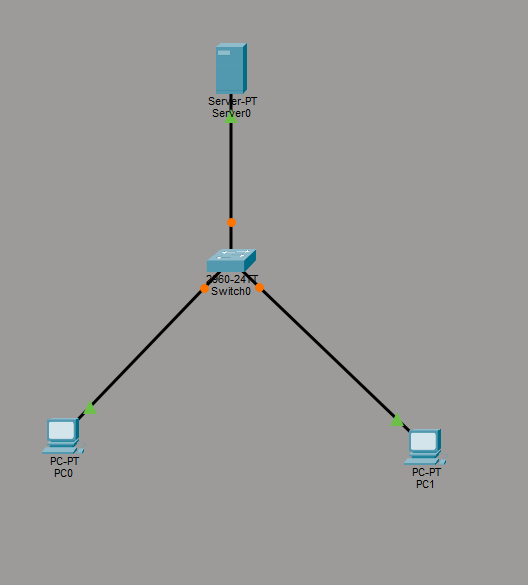 Server-PT
Server0
2960-24TT
Switch0
PC-PT
PC0
PC-PT
PC1